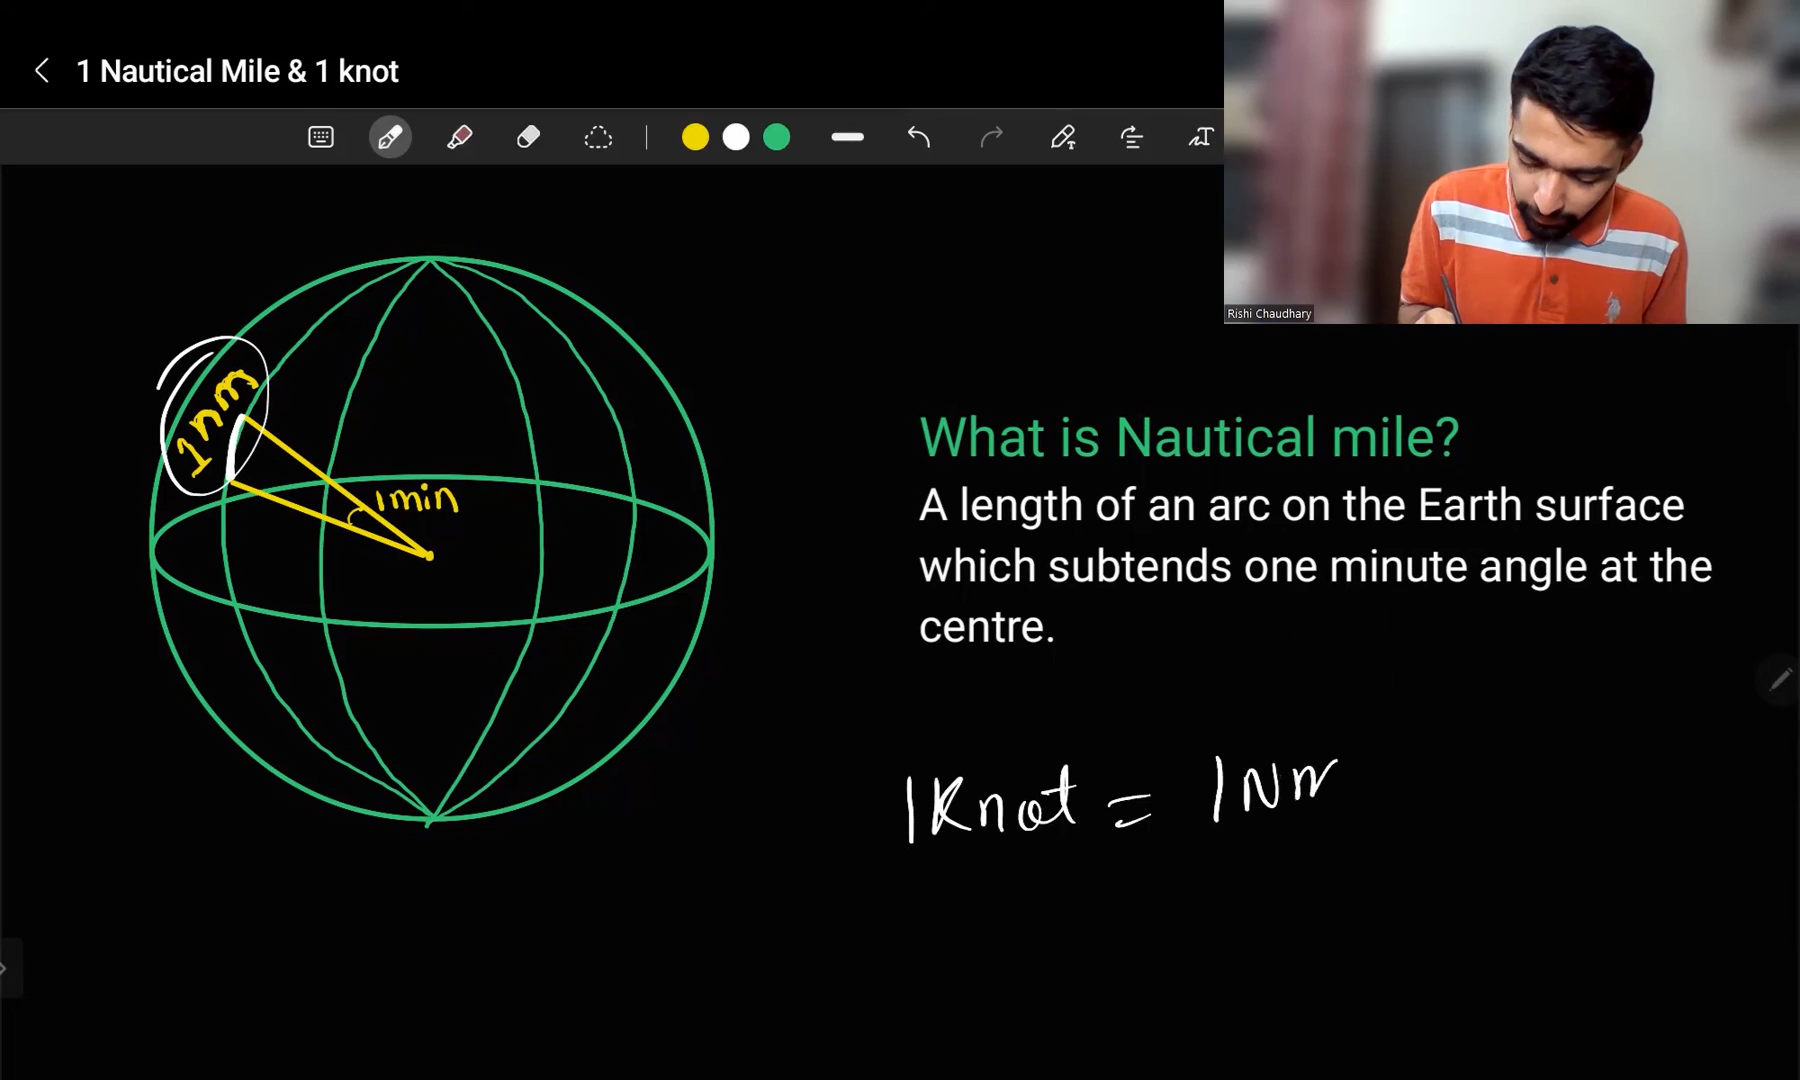 1 Nautical Mile & 1 knot
Rishi Chaudhary
1nm
1min
What is Nautical mile?
A length of an arc on the Earth surface
which subtends one minute angle at the
centre.
1Knot = 1Nm